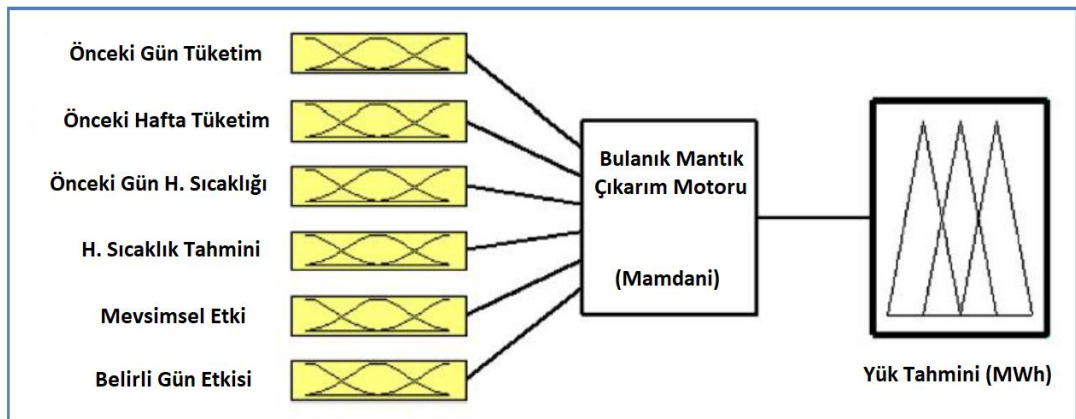 Önceki Gün Tüketim
Önceki Hafta Tüketim
Önceki Gün H. Sıcaklığı
H. Sıcaklık Tahmini
Mevsimsel Etki
Belirli Gün Etkisi
Bulanık Mantık
Çıkarım Motoru
(Mamdani)
Yük Tahmini (MWh)